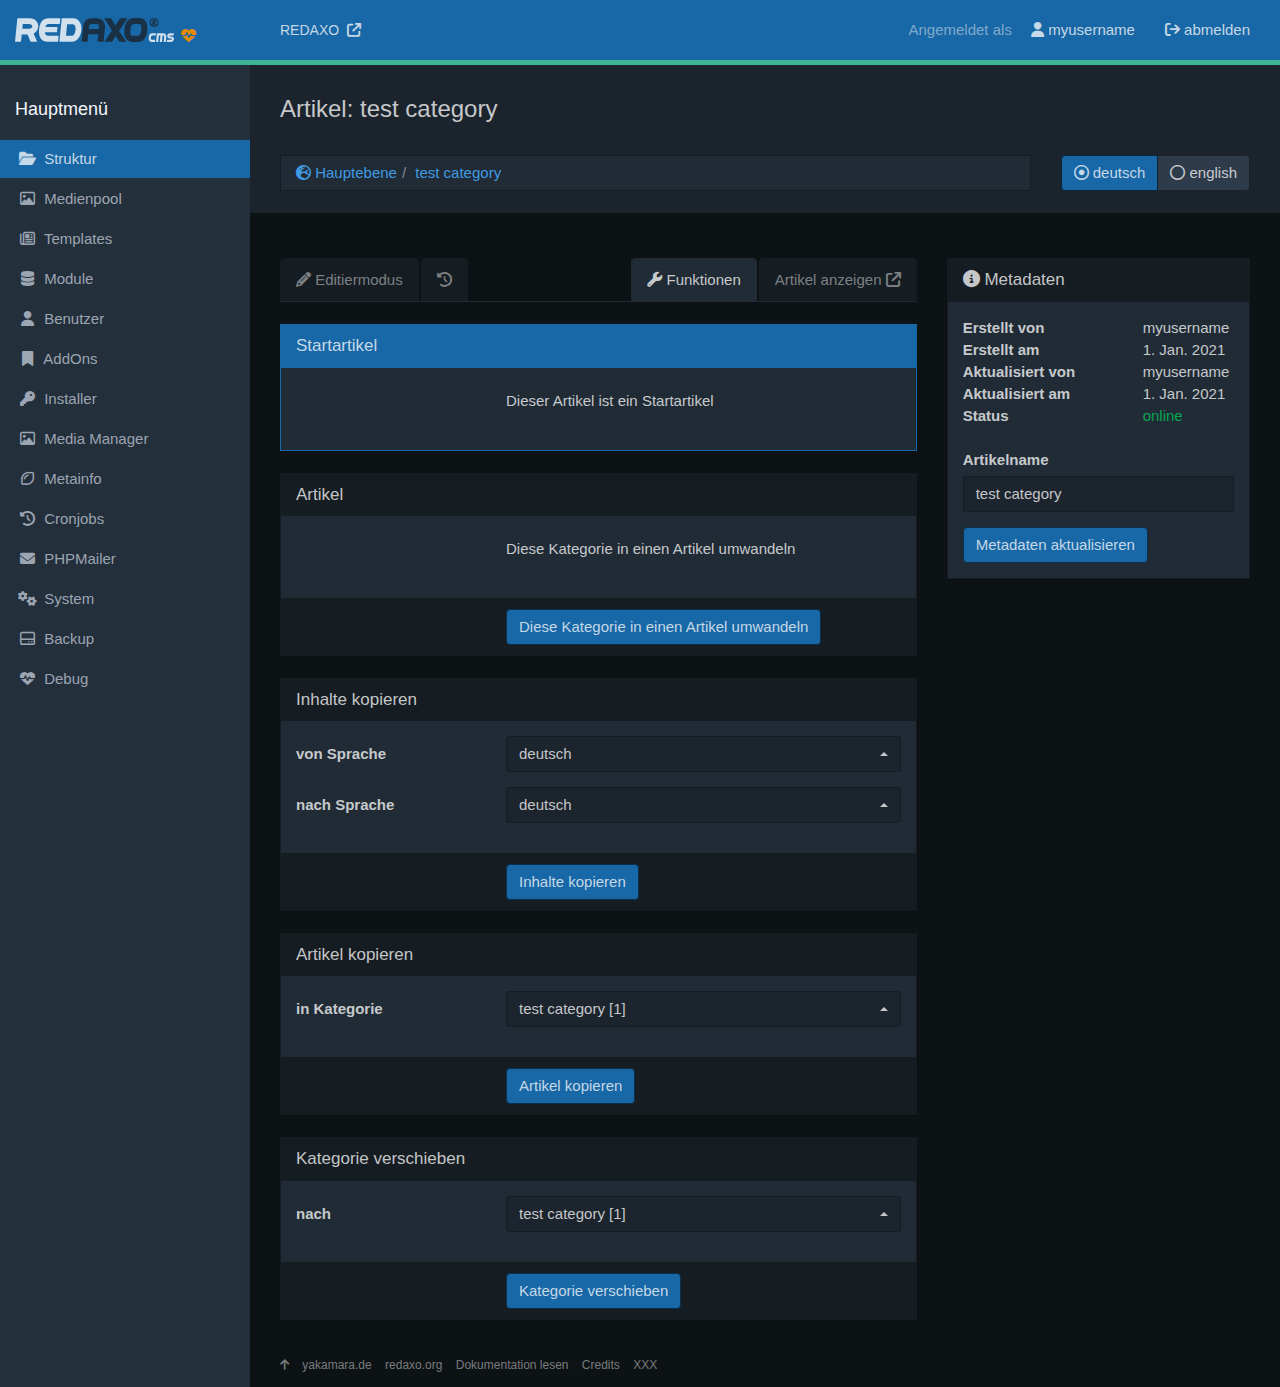 REDAXO® cms
REDAXO
Angemeldet als myusername abmelden
Hauptmenü
Struktur
Medienpool
Templates
Module
Benutzer
AddOns
Installer
Media Manager
Metainfo
Cronjobs
PHPMailer
System
Backup
Debug
Artikel: test category
Hauptebene / test category
deutsch english
Editiermodus Funktionen Artikel anzeigen
Startartikel
Dieser Artikel ist ein Startartikel
Artikel
Diese Kategorie in einen Artikel umwandeln
Diese Kategorie in einen Artikel umwandeln
Inhalte kopieren
von Sprache deutsch
nach Sprache deutsch
Inhalte kopieren
Artikel kopieren
in Kategorie test category [1]
Artikel kopieren
Kategorie verschieben
nach test category [1]
Kategorie verschieben
Metadaten
Erstellt von myusername
Erstellt am 1. Jan. 2021
Aktualisiert von myusername
Aktualisiert am 1. Jan. 2021
Status online
Artikelname
test category
Metadaten aktualisieren
yakamara.de redaxo.org Dokumentation lesen Credits XXX